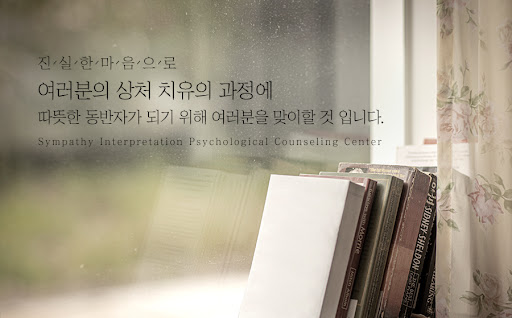 진실한마음으로
여러분의 상처 치유의 과정에
따뜻한 동반자가 되기 위해 여러분을 맞이할 것 입니다.
Sympathy Interpretation Psychological Counseling Center
SIDNEY SHELDON